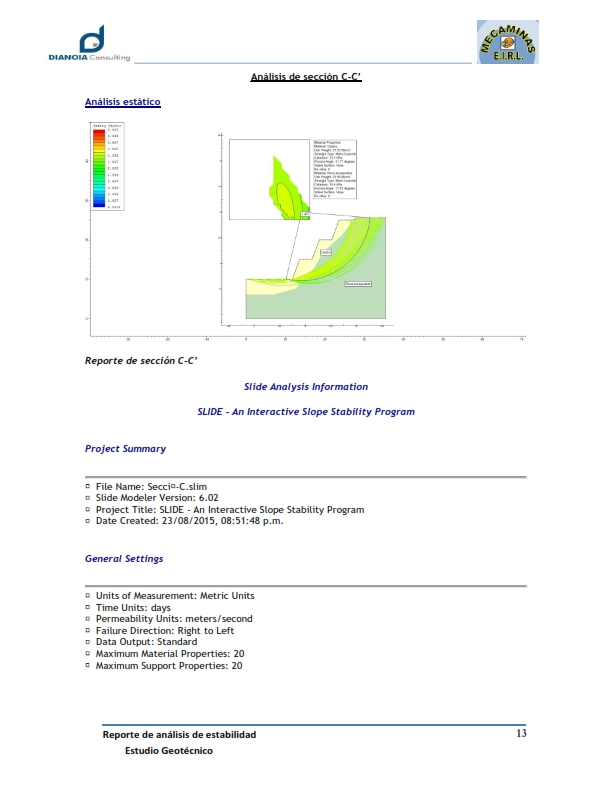 DIANOIA Consulting
MECAMINAS
E.I.R.L.
Análisis de sección C-C’
Análisis estático
Safety Factor
Reporte de sección C-C’
Slide Analysis Information
SLIDE - An Interactive Slope Stability Program
Project Summary
▫ File Name: Secci¤-C.slim
▫ Slide Modeler Version: 6.02
▫ Project Title: SLIDE - An Interactive Slope Stability Program
▫ Date Created: 23/08/2015, 08:51:48 p.m.
General Settings
▫ Units of Measurement: Metric Units
▫ Time Units: days
▫ Permeability Units: meters/second
▫ Failure Direction: Right to Left
▫ Data Output: Standard
▫ Maximum Material Properties: 20
▫ Maximum Support Properties: 20
Reporte de análisis de estabilidad 13
Estudio Geotécnico